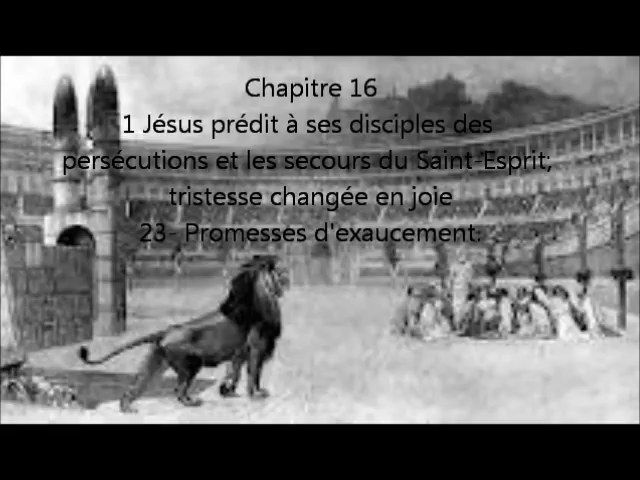 Chapitre 16
1 Jésus prédit à ses disciples des
persécutions et les secours du Saint-Esprit;
tristesse changée en joie
23- Promesses d'exaucement.